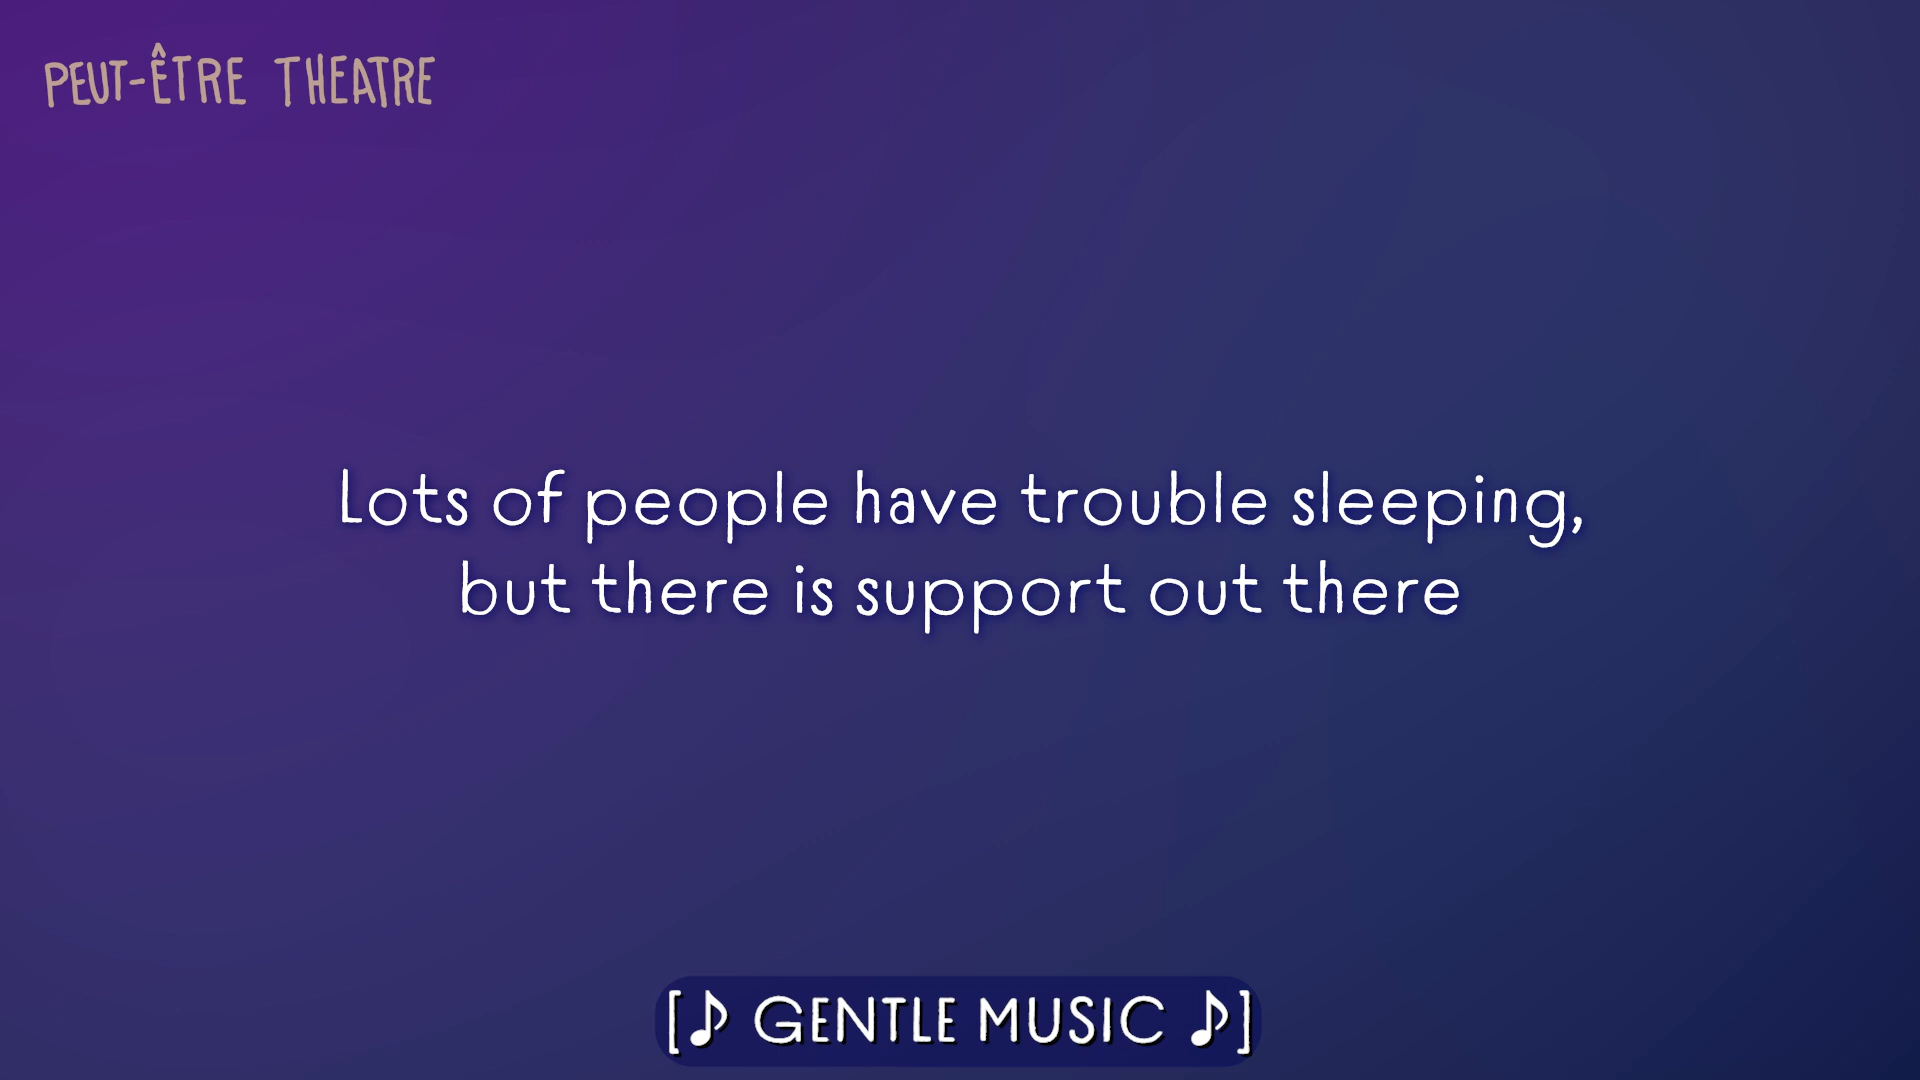 PEUT-ÊTRE THEATRE
Lots of people have trouble sleeping,
but there is support out there
[♪ GENTLE MUSIC ♪]